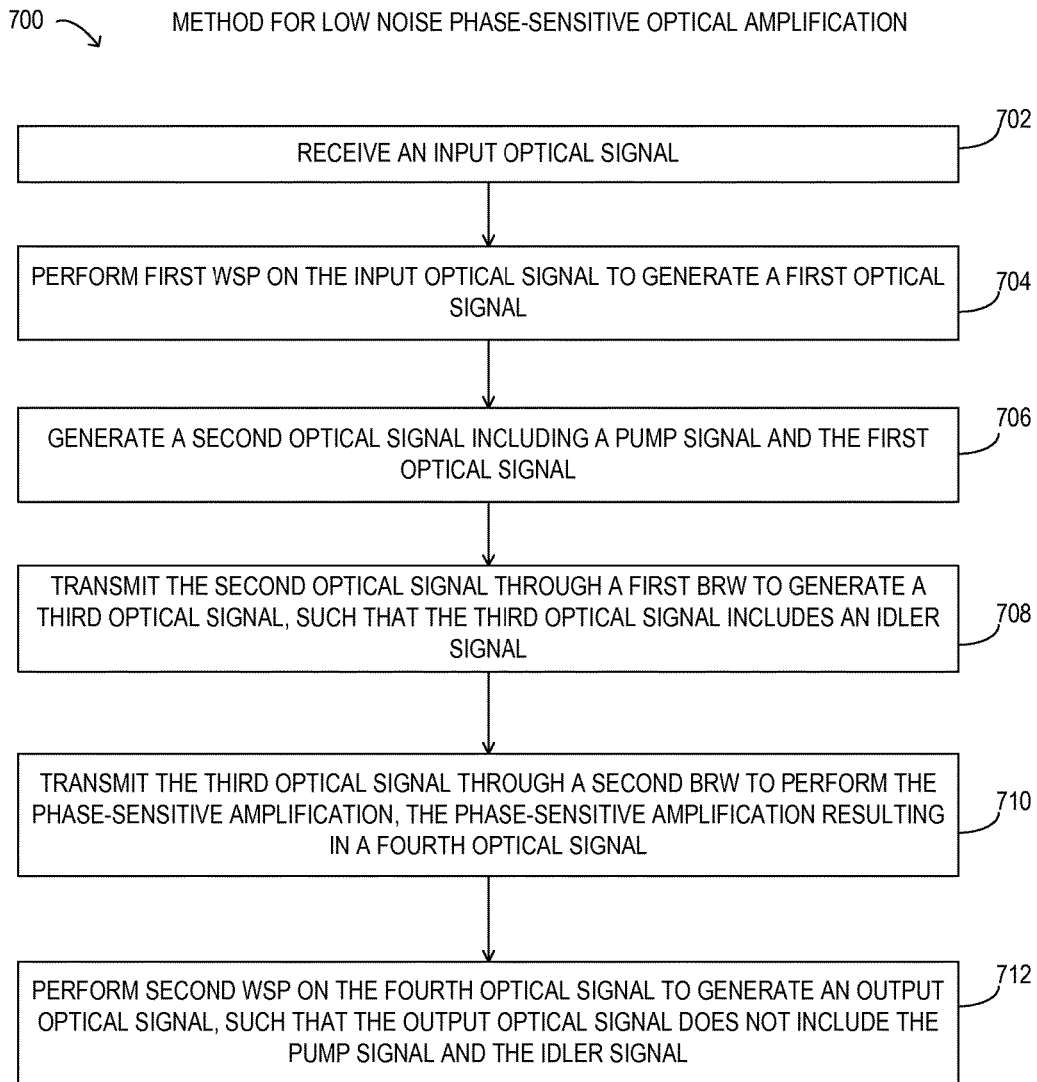 700
METHOD FOR LOW NOISE PHASE-SENSITIVE OPTICAL AMPLIFICATION
702
RECEIVE AN INPUT OPTICAL SIGNAL
704
PERFORM FIRST WSP ON THE INPUT OPTICAL SIGNAL TO GENERATE A FIRST OPTICAL
SIGNAL
706
GENERATE A SECOND OPTICAL SIGNAL INCLUDING A PUMP SIGNAL AND THE FIRST
OPTICAL SIGNAL
708
TRANSMIT THE SECOND OPTICAL SIGNAL THROUGH A FIRST BRW TO GENERATE A
THIRD OPTICAL SIGNAL, SUCH THAT THE THIRD OPTICAL SIGNAL INCLUDES AN IDLER
SIGNAL
710
TRANSMIT THE THIRD OPTICAL SIGNAL THROUGH A SECOND BRW TO PERFORM THE
PHASE-SENSITIVE AMPLIFICATION, THE PHASE-SENSITIVE AMPLIFICATION RESULTING
IN A FOURTH OPTICAL SIGNAL
712
PERFORM SECOND WSP ON THE FOURTH OPTICAL SIGNAL TO GENERATE AN OUTPUT
OPTICAL SIGNAL, SUCH THAT THE OUTPUT OPTICAL SIGNAL DOES NOT INCLUDE THE
PUMP SIGNAL AND THE IDLER SIGNAL